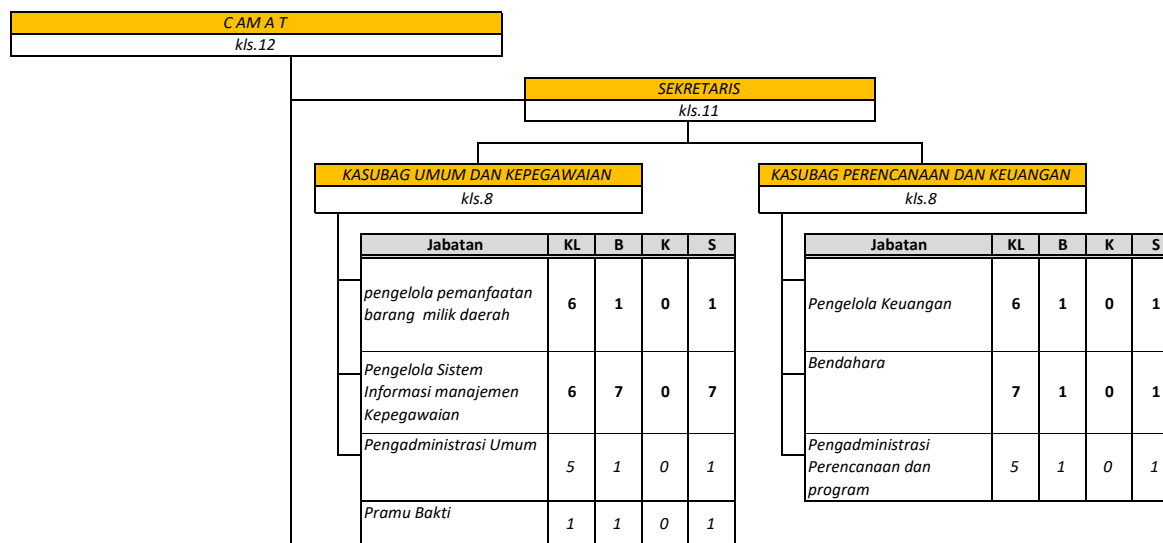 C AM A T
kls.12
SEKRETARIS
kls.11
KASUBAG UMUM DAN KEPEGAWAIAN
kls.8
Jabatan KL B K S
pengelola pemanfaatan
barang milik daerah 6 1 0 1
Pengelola Sistem
Informasi manajemen
Kepegawaian 6 7 0 7
Pengadministrasi Umum 5 1 0 1
Pramu Bakti 1 1 0 1
KASUBAG PERENCANAAN DAN KEUANGAN
kls.8
Jabatan KL B K S
Pengelola Keuangan 6 1 0 1
Bendahara 7 1 0 1
Pengadministrasi
Perencanaan dan
program 5 1 0 1